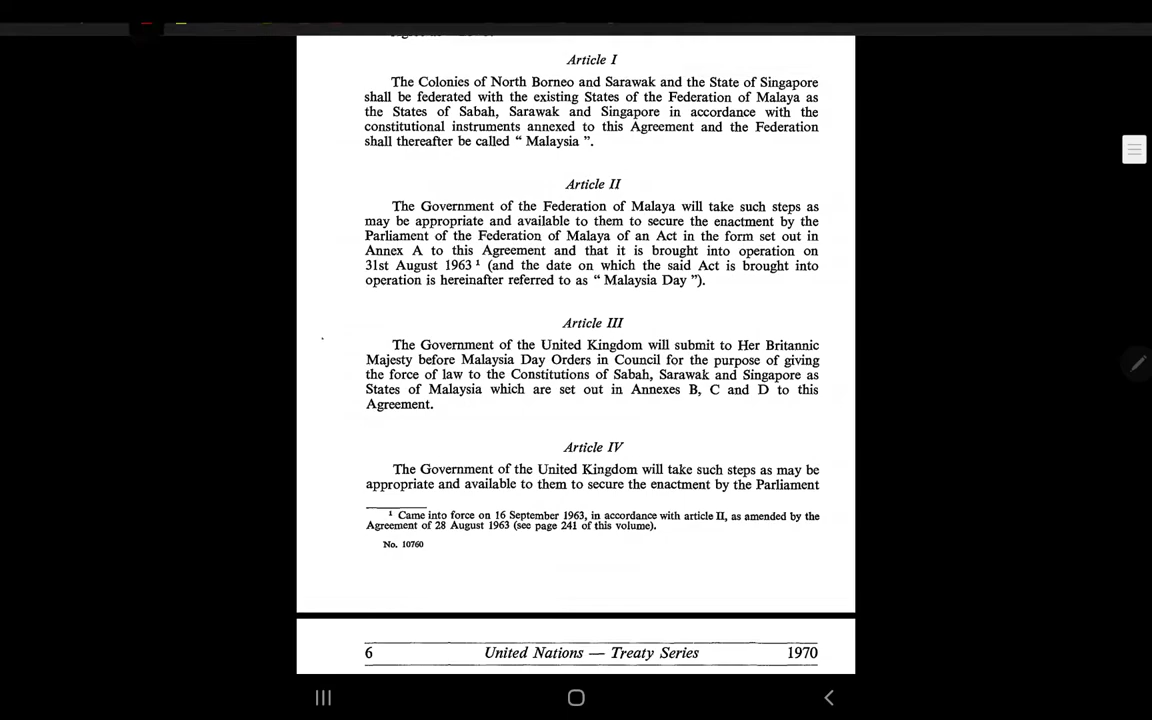 Article I
The Colonies of North Borneo and Sarawak and the State of Singapore
shall be federated with the existing States of the Federation of Malaya as
the States of Sabah, Sarawak and Singapore in accordance with the
constitutional instruments annexed to this Agreement and the Federation
shall thereafter be called “ Malaysia ”.
Article II
The Government of the Federation of Malaya will take such steps as
may be appropriate and available to them to secure the enactment by the
Parliament of the Federation of Malaya of an Act in the form set out in
Annex A to this Agreement and that it is brought into operation on
31st August 1963 ¹ (and the date on which the said Act is brought into
operation is hereinafter referred to as “ Malaysia Day ”).
Article III
The Government of the United Kingdom will submit to Her Britannic
Majesty before Malaysia Day Orders in Council for the purpose of giving
the force of law to the Constitutions of Sabah, Sarawak and Singapore as
States of Malaysia which are set out in Annexes B, C and D to this
Agreement.
Article IV
The Government of the United Kingdom will take such steps as may be
appropriate and available to them to secure the enactment by the Parliament
¹ Came into force on 16 September 1963, in accordance with article II, as amended by the
Agreement of 28 August 1963 (see page 241 of this volume).
No. 10760
6 United Nations — Treaty Series 1970